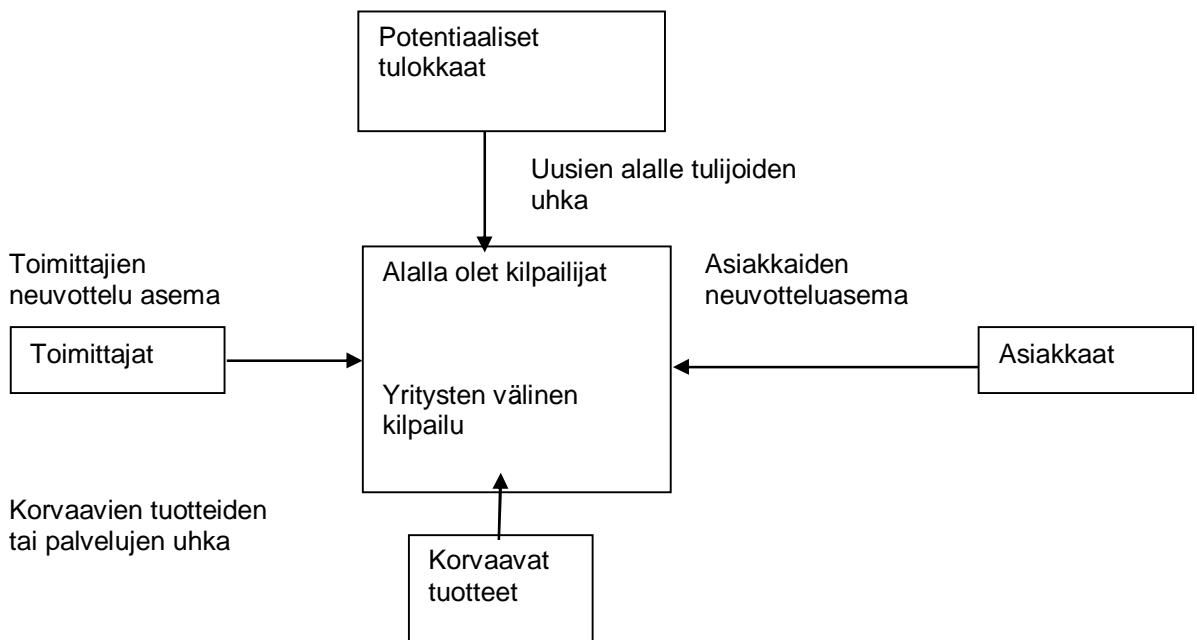 Potentiaaliset
tulokkaat
Uusien alalle tulijoiden
uhka
Toimittajien
neuvottelu asema
Alalla olet kilpailijat
Asiakkaiden
neuvotteluasema
Toimittajat
Asiakkaat
Yritysten välinen
kilpailu
Korvaavien tuotteiden
tai palvelujen uhka
Korvaavat
tuotteet